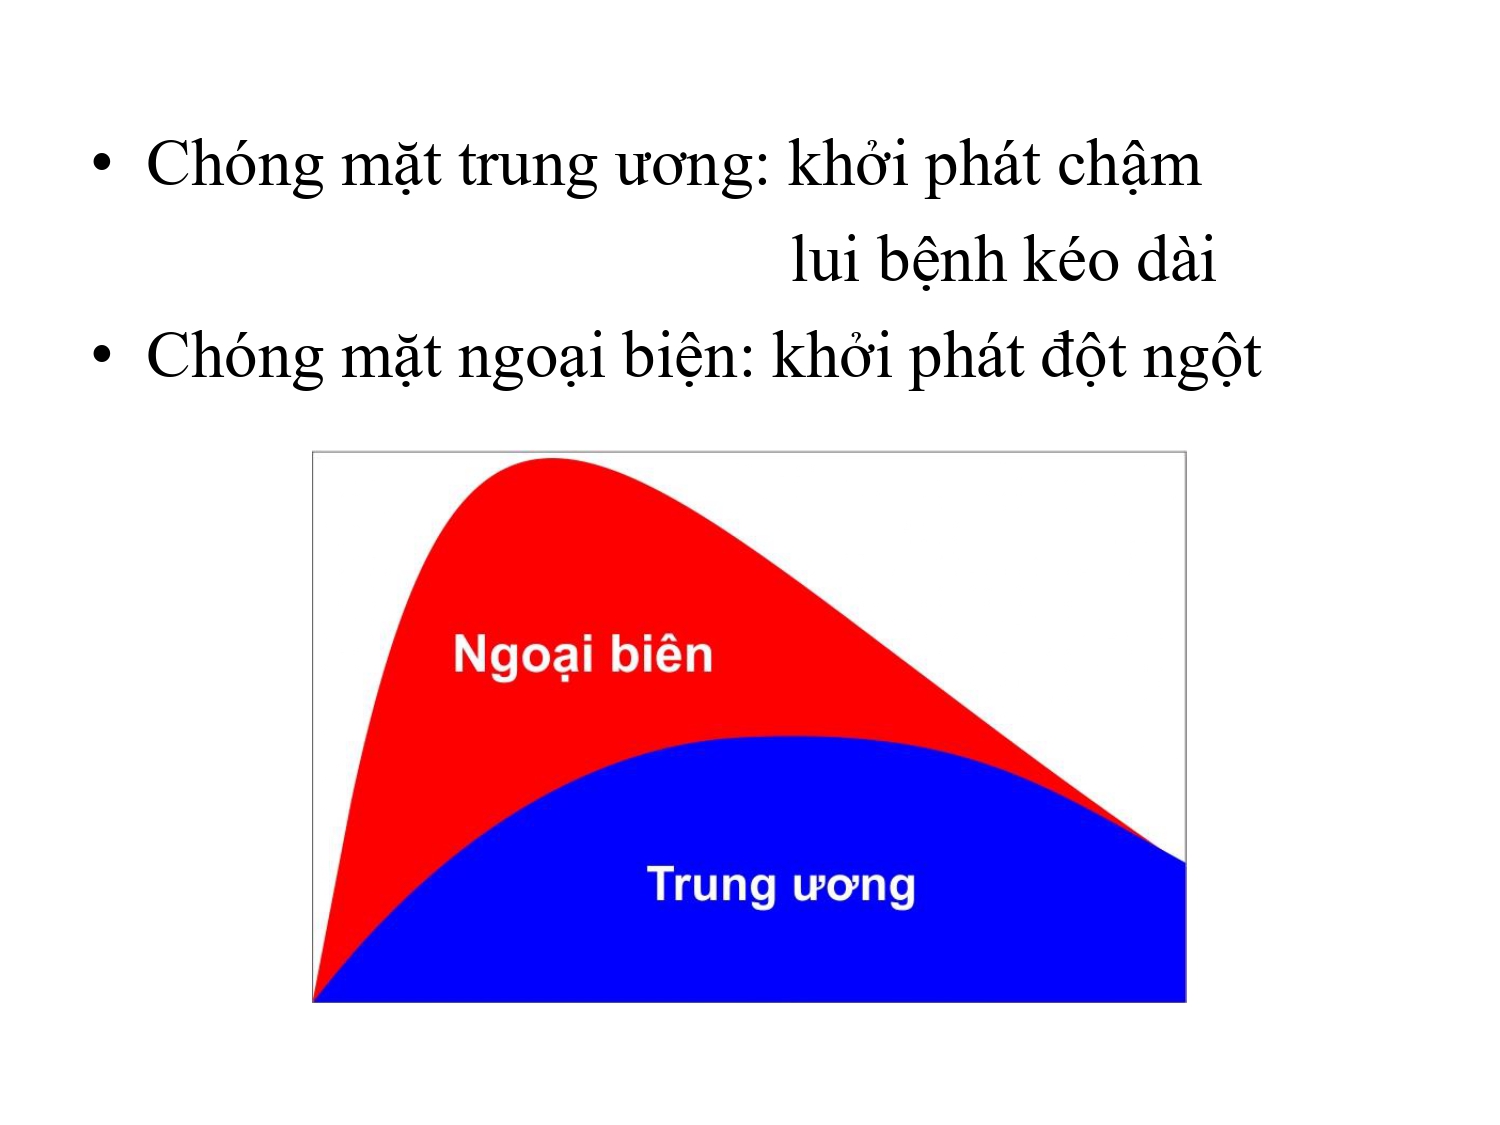 • Chóng mặt trung ương: khởi phát chậm
lui bệnh kéo dài
• Chóng mặt ngoại biện: khởi phát đột ngột
Ngoại biên
Trung ương